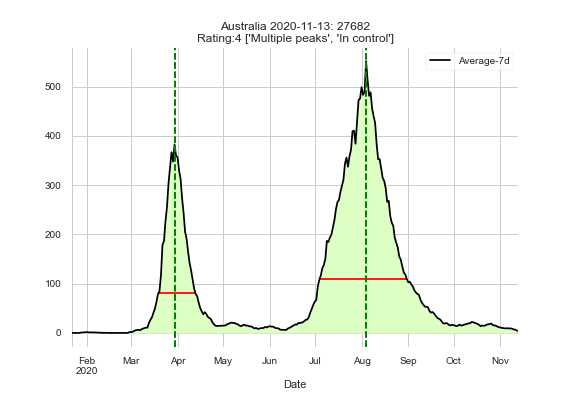 Australia 2020-11-13: 27682
Rating:4 ['Multiple peaks', 'In control']
Average-7d
500
400
300
200
100
0
Feb Mar Apr May Jun Jul Aug Sep Oct Nov
2020
Date